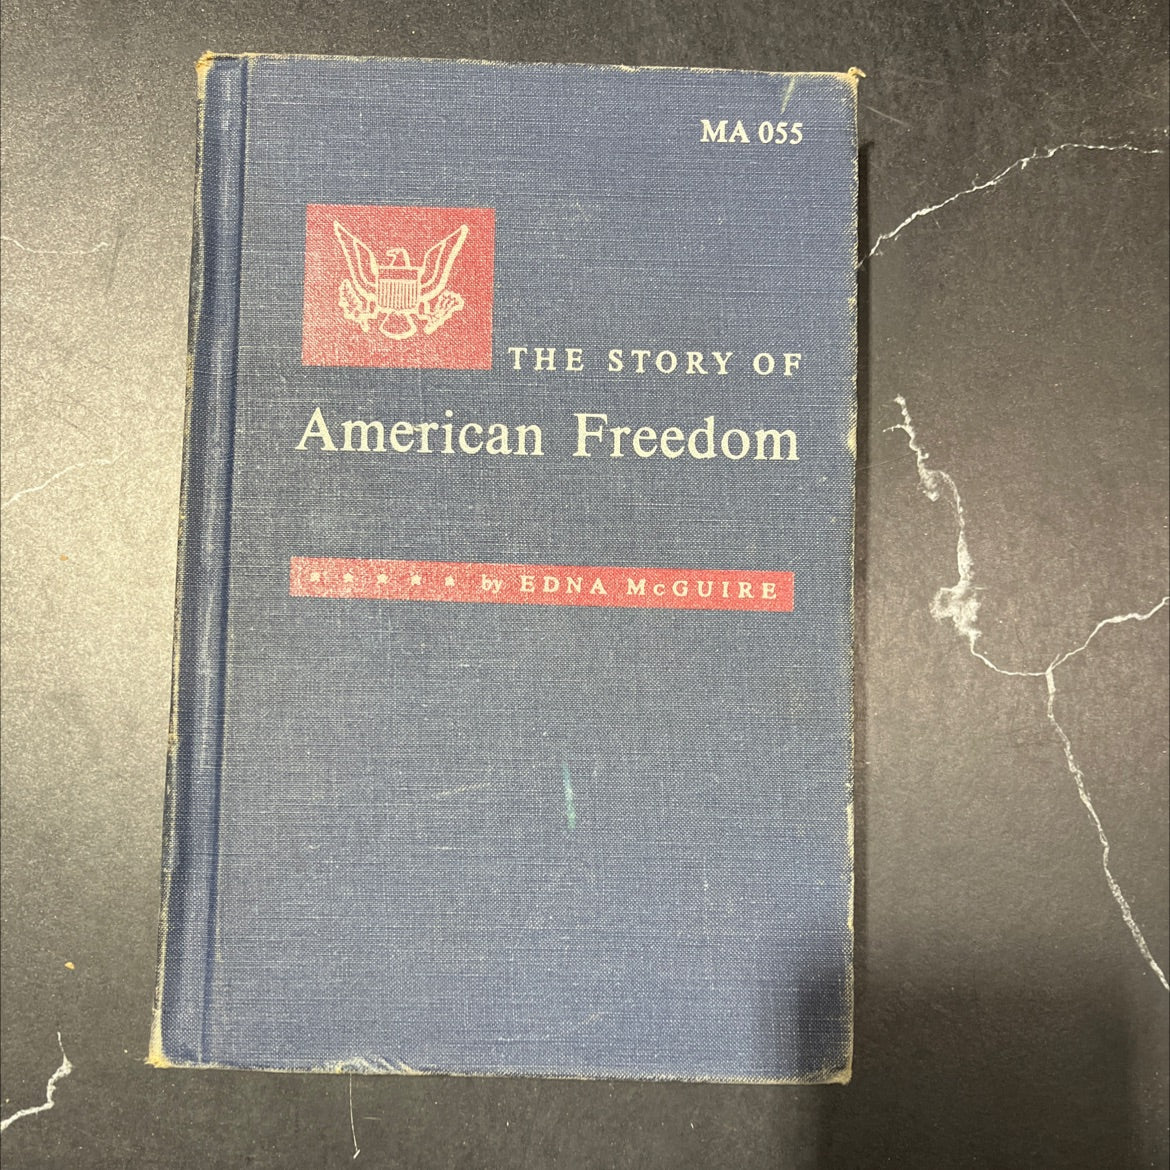 MA 055
THE STORY OF
American Freedom
★ ★ ★ ★ ★ by EDNA McGUIRE